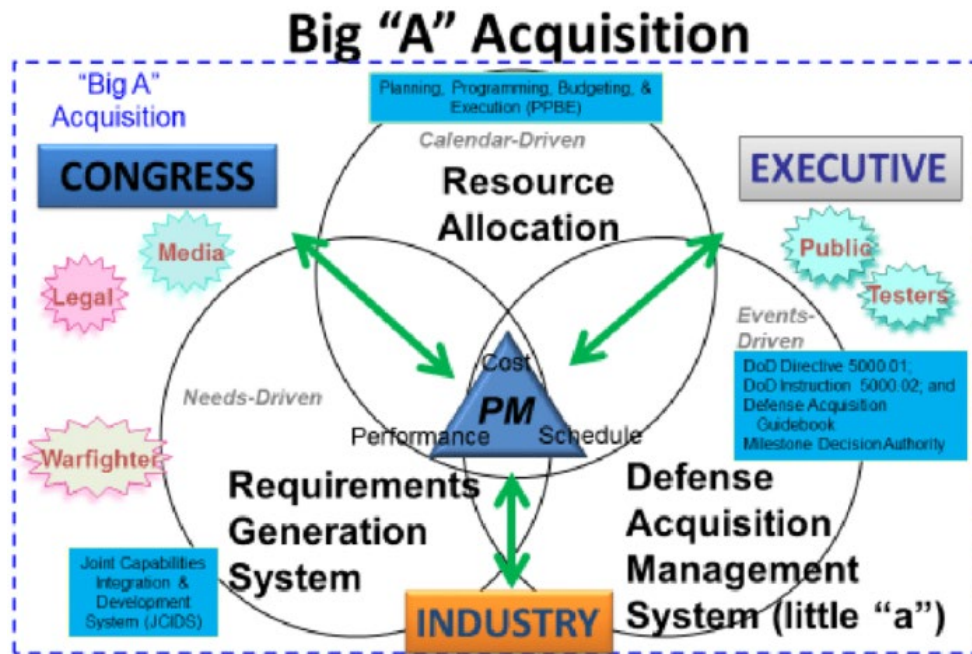 Big “A” Acquisition
“Big A”
Acquisition
Planning, Programming, Budgeting, &
Execution (PPBE)
Calendar-Driven
CONGRESS
Resource
Allocation
EXECUTIVE
Media
Legal
Public
Testers
Events-
Driven
DoD Directive 5000.01;
DoD Instruction 5000.02; and
Defense Acquisition
Guidebook
Milestone Decision Authority
Needs-Driven
Cost
PM
Performance
Schedule
Warfighter
Requirements
Generation
System
Defense
Acquisition
Management
System (little “a”)
Joint Capabilities
Integration &
Development
System (JCIDS)
INDUSTRY